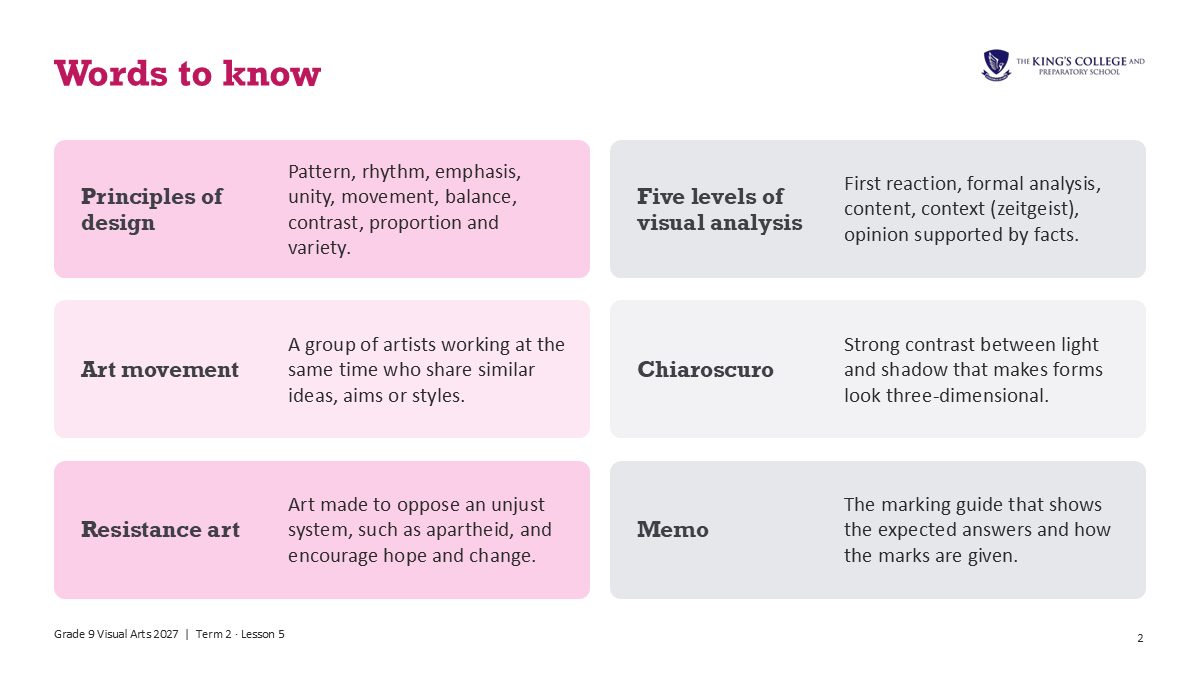 Words to know
THE KING'S COLLEGE AND
PREPARATORY SCHOOL
Principles of
design
Pattern, rhythm, emphasis,
unity, movement, balance,
contrast, proportion and
variety.
Five levels of
visual analysis
First reaction, formal analysis,
content, context (zeitgeist),
opinion supported by facts.
Art movement
A group of artists working at the
same time who share similar
ideas, aims or styles.
Chiaroscuro
Strong contrast between light
and shadow that makes forms
look three-dimensional.
Resistance art
Art made to oppose an unjust
system, such as apartheid, and
encourage hope and change.
Memo
The marking guide that shows
the expected answers and how
the marks are given.
Grade 9 Visual Arts 2027 | Term 2 · Lesson 5
2